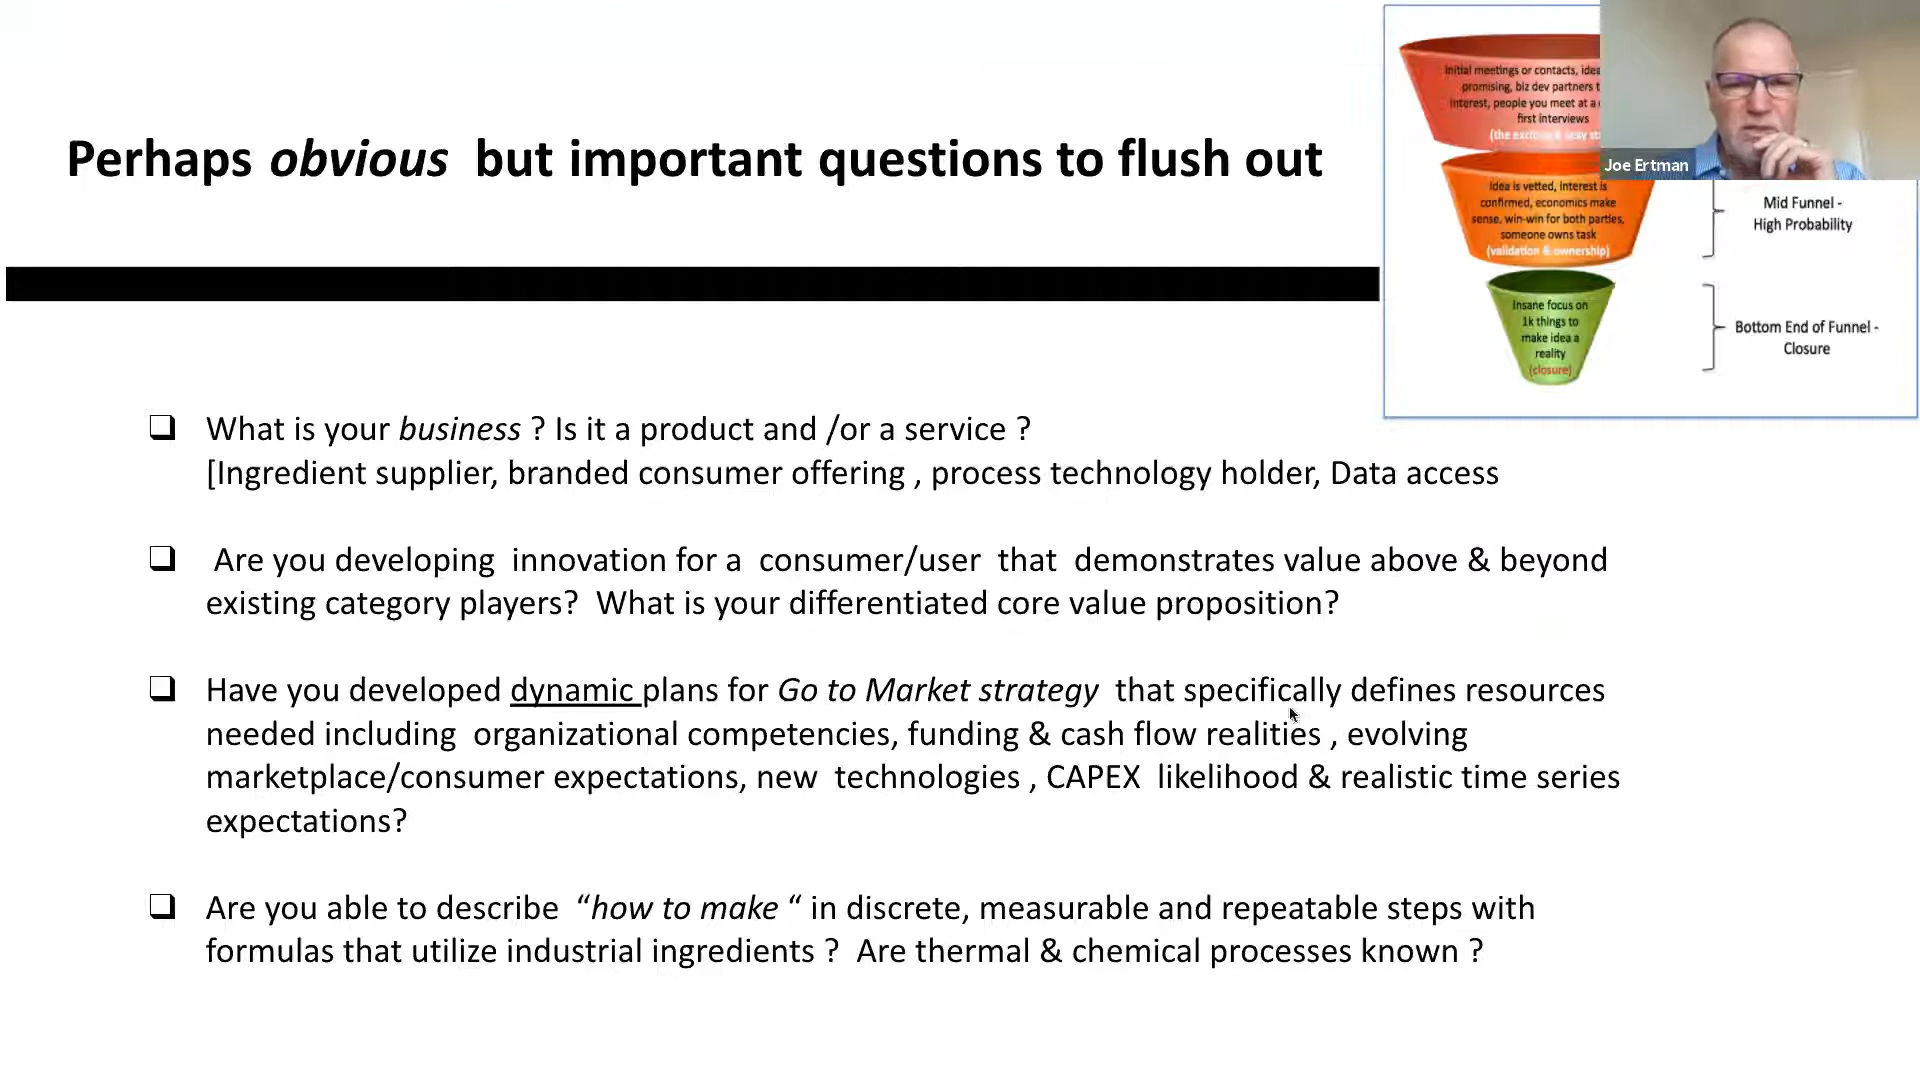 Perhaps obvious but important questions to flush out
Initial meetings or contacts,
promising, biz dev partners
interest, people you meet at a
first interviews
(the
Joe Ertman
Idea is vetted, interest is
confirmed, economics make
sense, win-win for both parties,
someone owns task
(validation & ownership)
Mid Funnel -
High Probability
Insane focus on
1k things to
make idea a
reality
(closure)
Bottom End of Funnel -
Closure
What is your business ? Is it a product and /or a service ?
[Ingredient supplier, branded consumer offering , process technology holder, Data access
Are you developing innovation for a consumer/user that demonstrates value above & beyond
existing category players? What is your differentiated core value proposition?
Have you developed dynamic plans for Go to Market strategy that specifically defines resources
needed including organizational competencies, funding & cash flow realities , evolving
marketplace/consumer expectations, new technologies , CAPEX likelihood & realistic time series
expectations?
Are you able to describe “how to make “ in discrete, measurable and repeatable steps with
formulas that utilize industrial ingredients ? Are thermal & chemical processes known ?